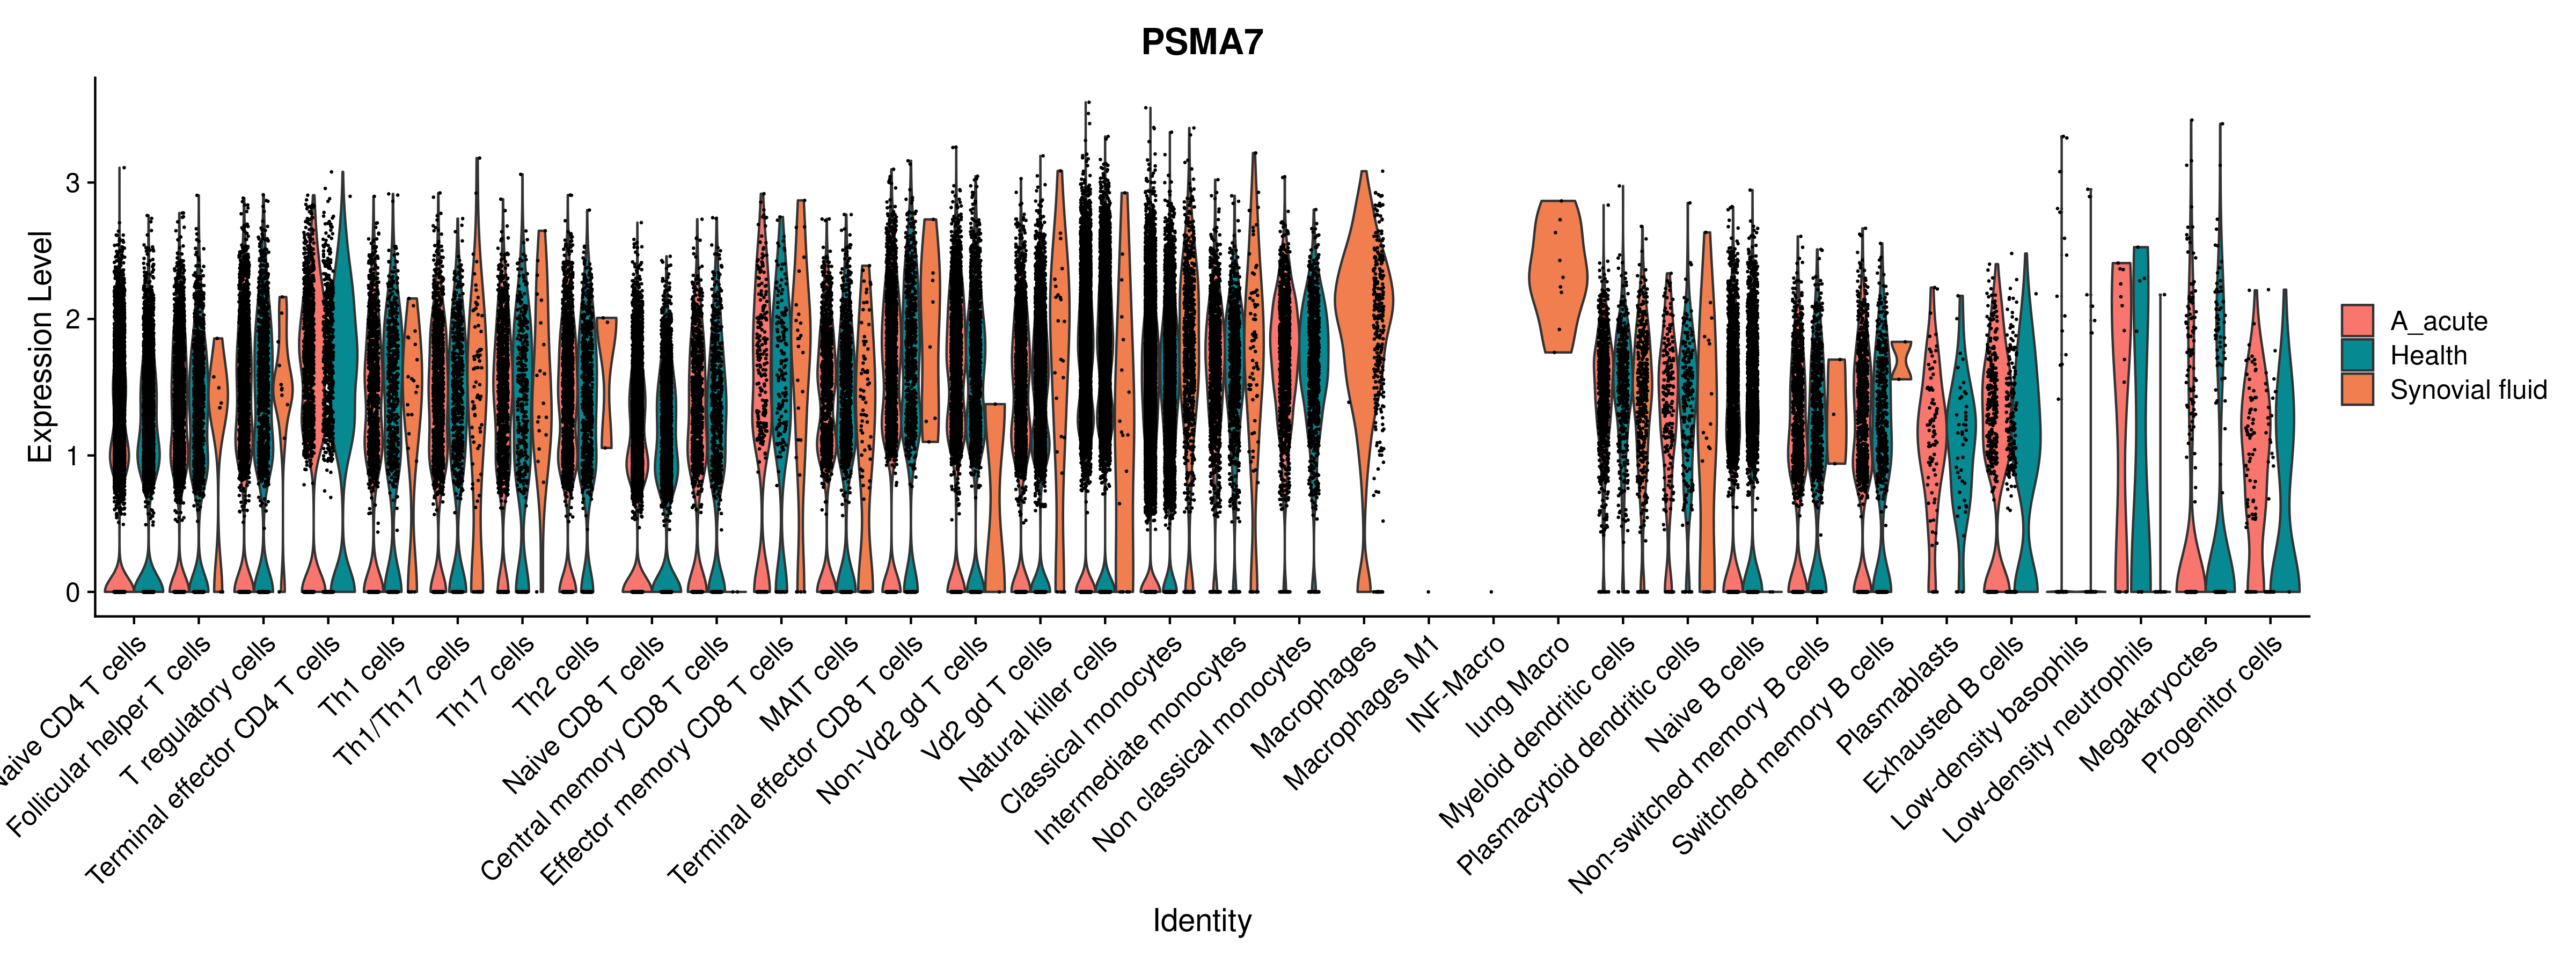 PSMA7
Expression Level
3
2
1
0
Naive CD4 T cells
Follicular helper T cells
T regulatory cells
Terminal effector CD4 T cells
Th1 cells
Th1/Th17 cells
Th17 cells
Th2 cells
Naive CD8 T cells
Central memory CD8 T cells
Effector memory CD8 T cells
MAIT cells
Terminal effector CD8 T cells
Non-Vd2 gd T cells
Vd2 gd T cells
Natural killer cells
Classical monocytes
Intermediate monocytes
Non classical monocytes
Macrophages
Macrophages M1
INF-Macro
lung Macro
Myeloid dendritic cells
Plasmacytoid dendritic cells
Naive B cells
Non-switched memory B cells
Switched memory B cells
Plasmablasts
Exhausted B cells
Low-density basophils
Low-density neutrophils
Megakaryoctes
Progenitor cells
Identity
A_acute
Health
Synovial fluid